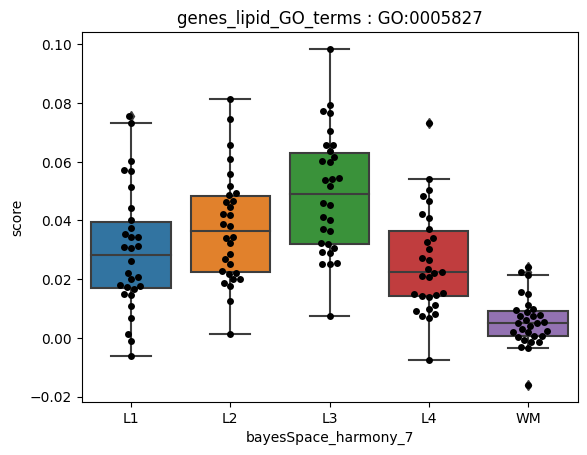 genes_lipid_GO_terms : GO:0005827
score
0.10
0.08
0.06
0.04
0.02
0.00
−0.02
L1 L2 L3 L4 WM
bayesSpace_harmony_7